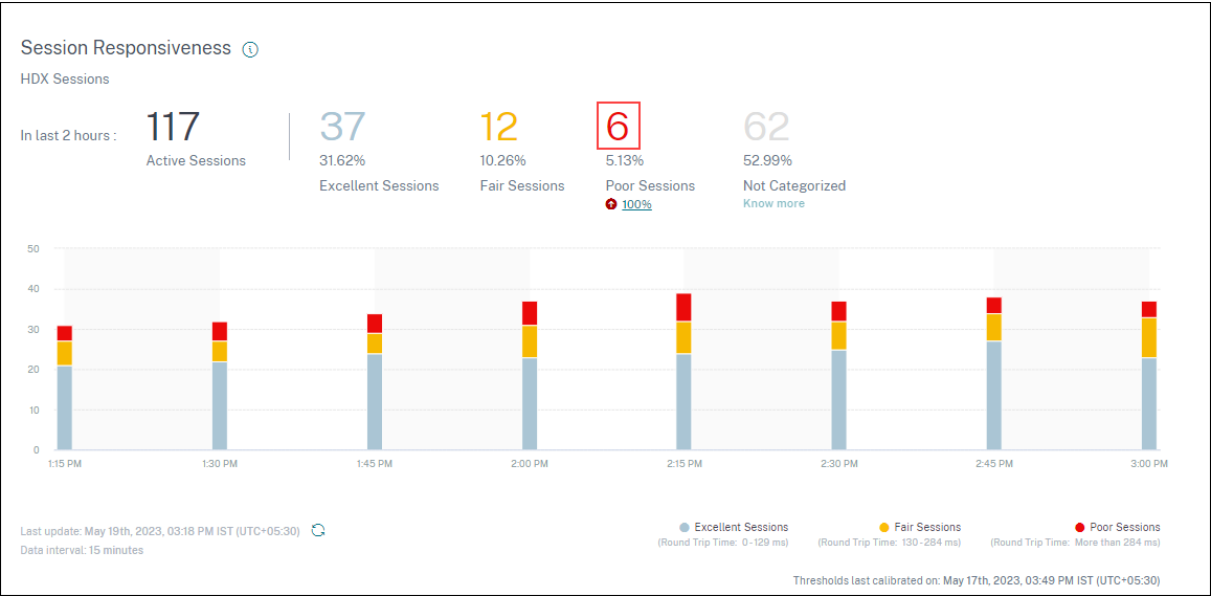 Session Responsiveness
HDX Sessions
In last 2 hours :
117
Active Sessions
37
31.62%
Excellent Sessions
12
10.26%
Fair Sessions
6
5.13%
Poor Sessions
100%
62
52.99%
Not Categorized
Know more
50
40
30
20
10
0
1:15 PM 1:30 PM 1:45 PM 2:00 PM 2:15 PM 2:30 PM 2:45 PM 3:00 PM
Last update: May 19th, 2023, 03:18 PM IST (UTC+05:30)
Data interval: 15 minutes
Excellent Sessions
(Round Trip Time: 0-129 ms)
Fair Sessions
(Round Trip Time: 130-284 ms)
Poor Sessions
(Round Trip Time: More than 284 ms)
Thresholds last calibrated on: May 17th, 2023, 03:49 PM IST (UTC+05:30)